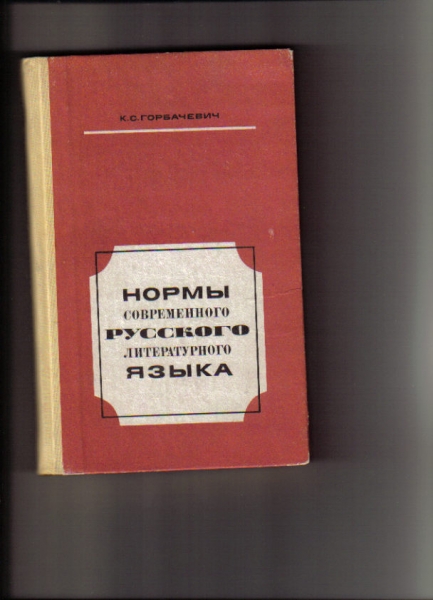 К.С.ГОРБАЧЕВИЧ
НОРМЫ
СОВРЕМЕННОГО
РУССКОГО
ЛИТЕРАТУРНОГО
ЯЗЫКА